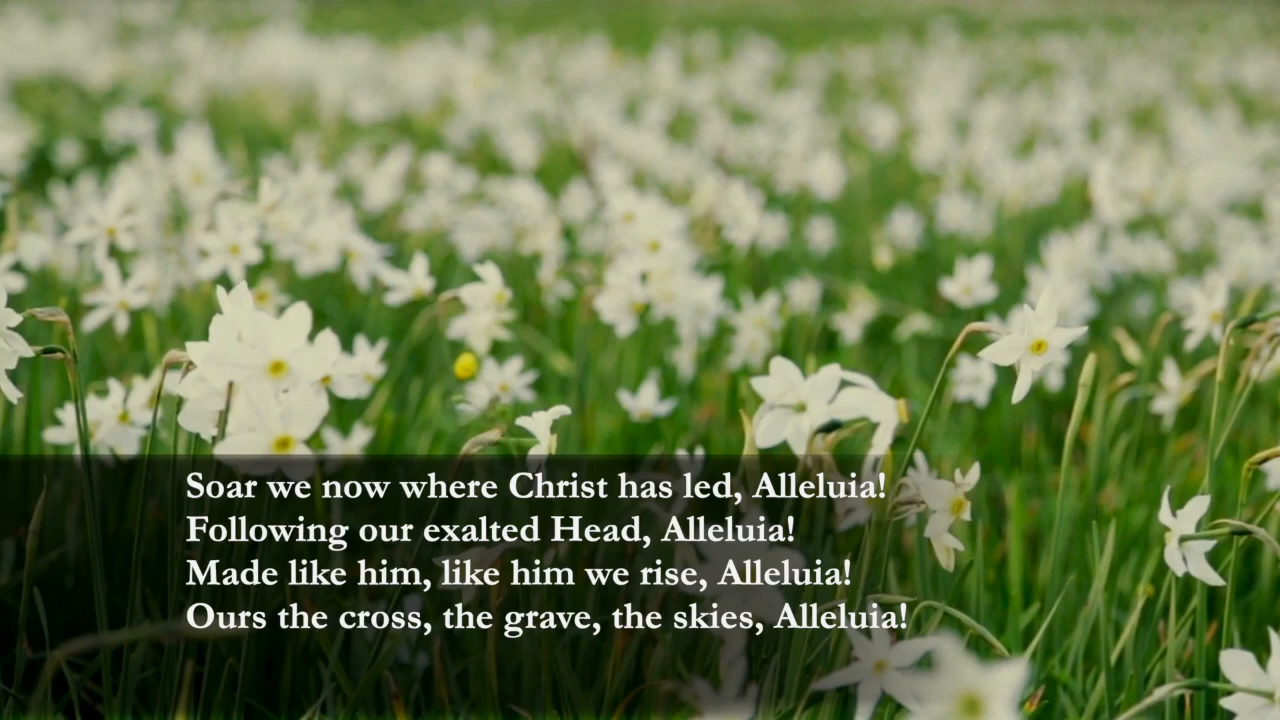 Soar we now where Christ has led, Alleluia!
Following our exalted Head, Alleluia!
Made like him, like him we rise, Alleluia!
Ours the cross, the grave, the skies, Alleluia!